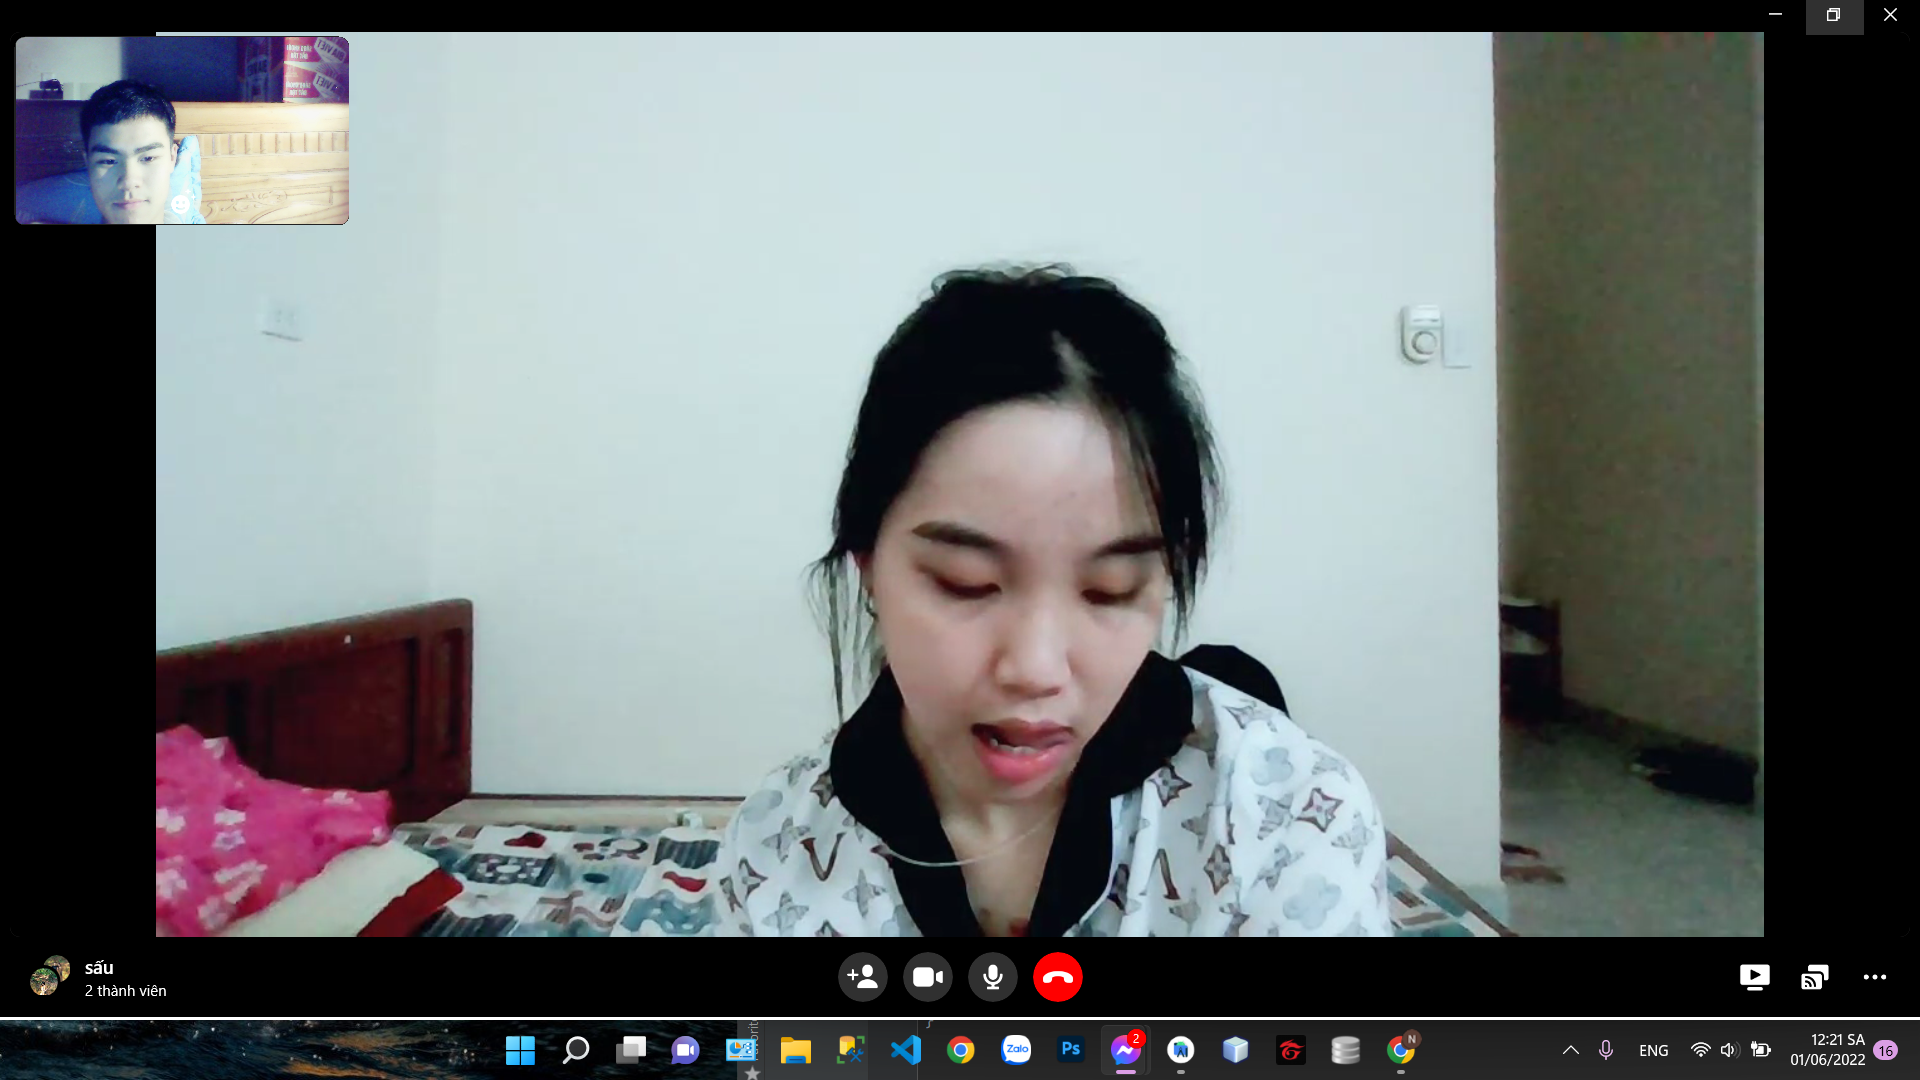 sấu
2 thành viên
Zalo
Ps
2
N
ENG
12:21 SA
01/06/2022
16